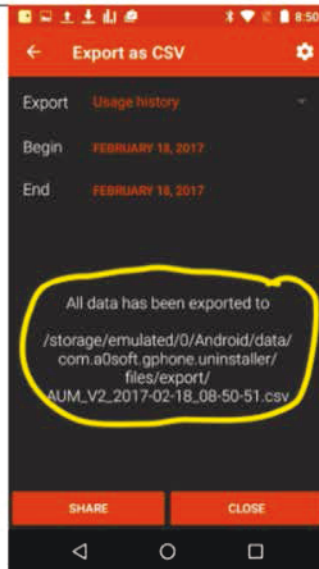 8:50
Export as CSV
Export Usage history
Begin FEBRUARY 18, 2017
End FEBRUARY 18, 2017
All data has been exported to
/storage/emulated/0/Android/data/
com.a0soft.gphone.uninstaller/
files/export/
AUM_V2_2017-02-18_08-50-51.csv
SHARE CLOSE